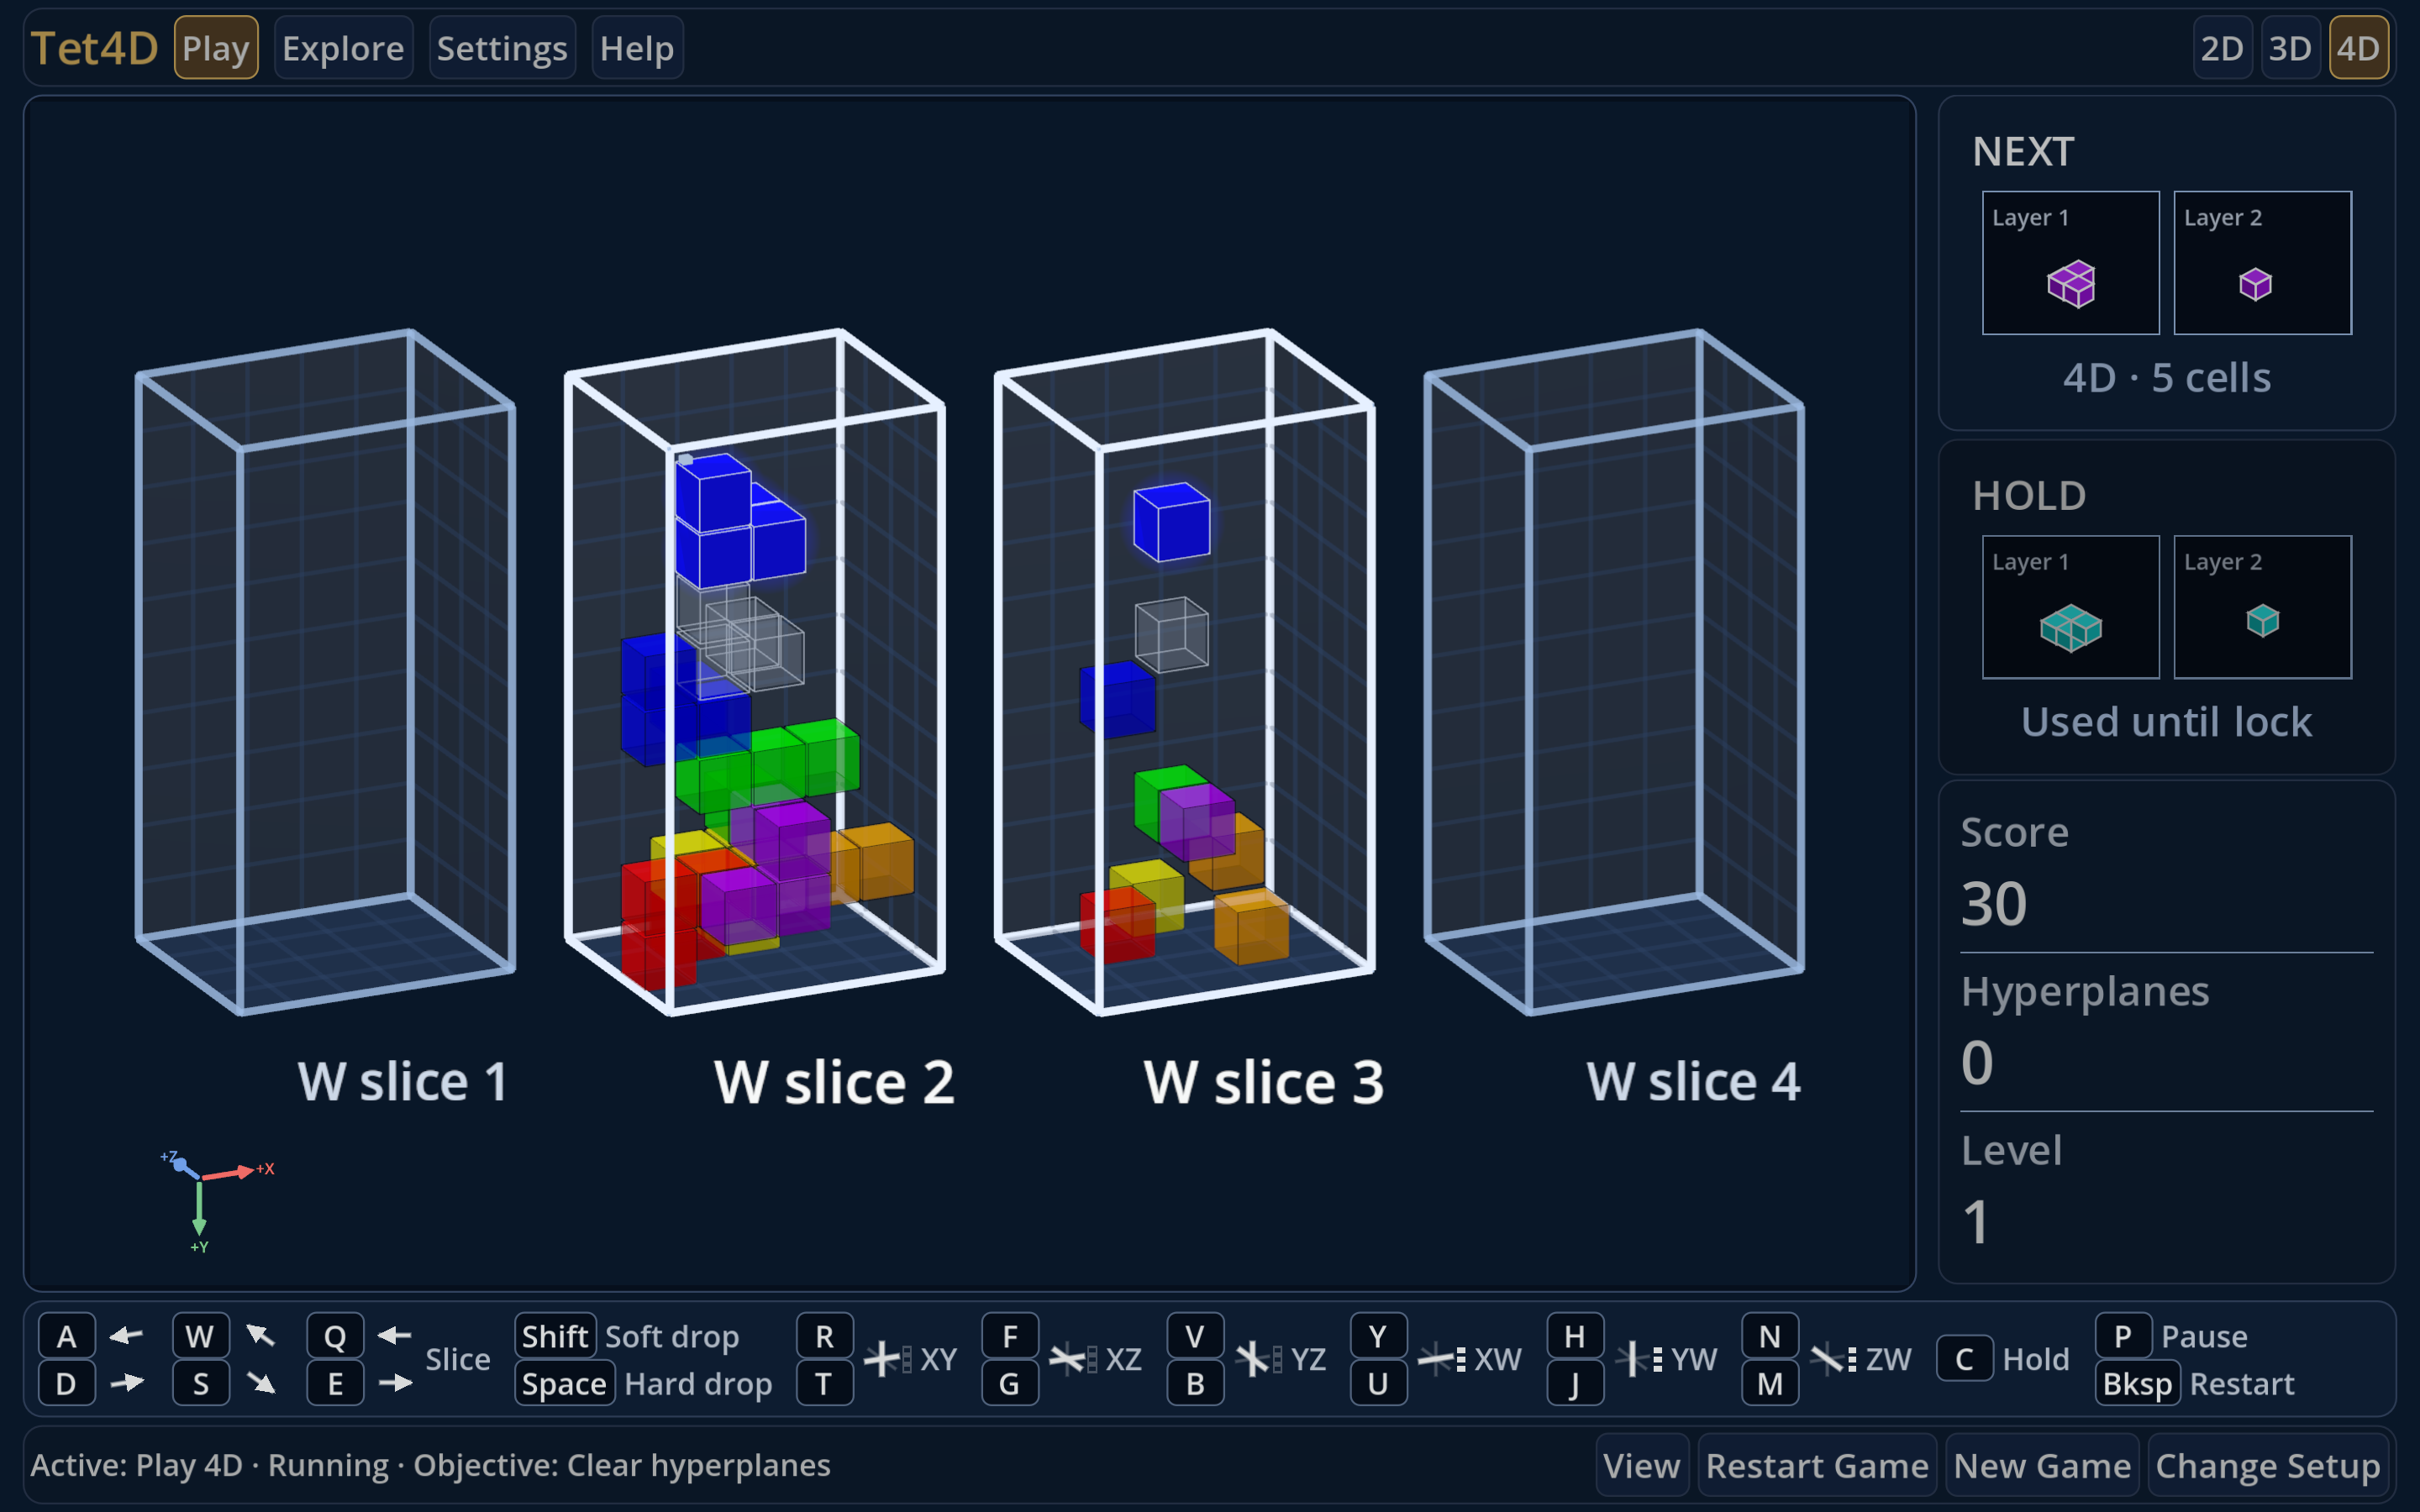 Tet4D Play Explore Settings Help 2D 3D 4D
NEXT
Layer 1 Layer 2
4D · 5 cells
HOLD
Layer 1 Layer 2
Used until lock
Score
30
Hyperplanes
0
Level
1
W slice 1 W slice 2 W slice 3 W slice 4
+Z
+X
+Y
A W Q Slice Shift Soft drop R XY F XZ V YZ Y XW H YW N ZW C Hold P Pause
D S E Space Hard drop T G B U J M Bksp Restart
Active: Play 4D · Running · Objective: Clear hyperplanes View Restart Game New Game Change Setup